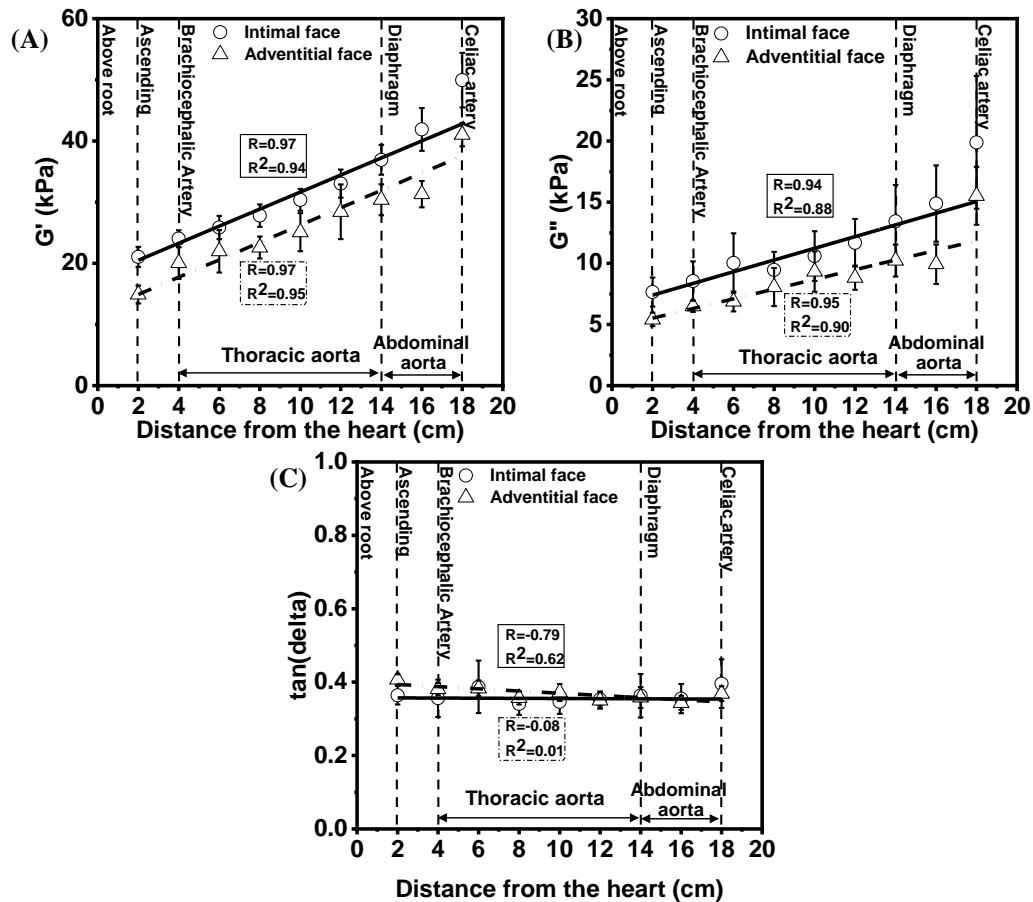 (A)
Above root
Ascending
Brachiocephalic Artery
Intimal face
Adventitial face
Diaphragm
Celiac artery
R=0.97
R2=0.94
R=0.97
R2=0.95
Thoracic aorta
Abdominal
aorta
G' (kPa)
60
40
20
0
0 2 4 6 8 10 12 14 16 18 20
Distance from the heart (cm)
(B)
Above root
Ascending
Brachiocephalic Artery
Intimal face
Adventitial face
Diaphragm
Celiac artery
R=0.94
R2=0.88
R=0.95
R2=0.90
Thoracic aorta
Abdominal
aorta
G'' (kPa)
30
25
20
15
10
5
0
0 2 4 6 8 10 12 14 16 18 20
Distance from the heart (cm)
(C)
Above root
Ascending
Brachiocephalic Artery
Intimal face
Adventitial face
Diaphragm
Celiac artery
R=-0.79
R2=0.62
R=-0.08
R2=0.01
Thoracic aorta
Abdominal
aorta
tan(delta)
1.0
0.8
0.6
0.4
0.2
0.0
0 2 4 6 8 10 12 14 16 18 20
Distance from the heart (cm)